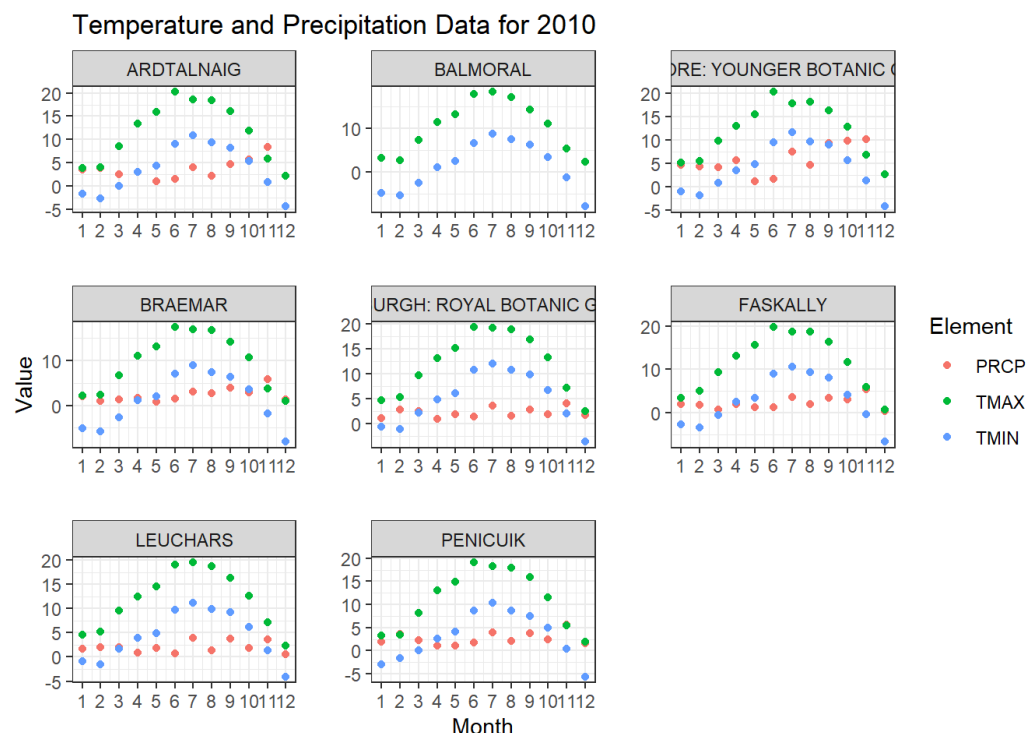 Temperature and Precipitation Data for 2010
ARDTALNAIG
BALMORAL
ORE: YOUNGER BOTANIC G
20
15
10
5
0
-5
10
0
20
15
10
5
0
-5
1 2 3 4 5 6 7 8 9 10 11 12
1 2 3 4 5 6 7 8 9 10 11 12
1 2 3 4 5 6 7 8 9 10 11 12
BRAEMAR
URGH: ROYAL BOTANIC G
FASKALLY
10
0
20
15
10
5
0
20
10
0
1 2 3 4 5 6 7 8 9 10 11 12
1 2 3 4 5 6 7 8 9 10 11 12
1 2 3 4 5 6 7 8 9 10 11 12
LEUCHARS
PENICUIK
20
15
10
5
0
-5
20
15
10
5
0
-5
1 2 3 4 5 6 7 8 9 10 11 12
1 2 3 4 5 6 7 8 9 10 11 12
Value
Month
Element
PRCP
TMAX
TMIN